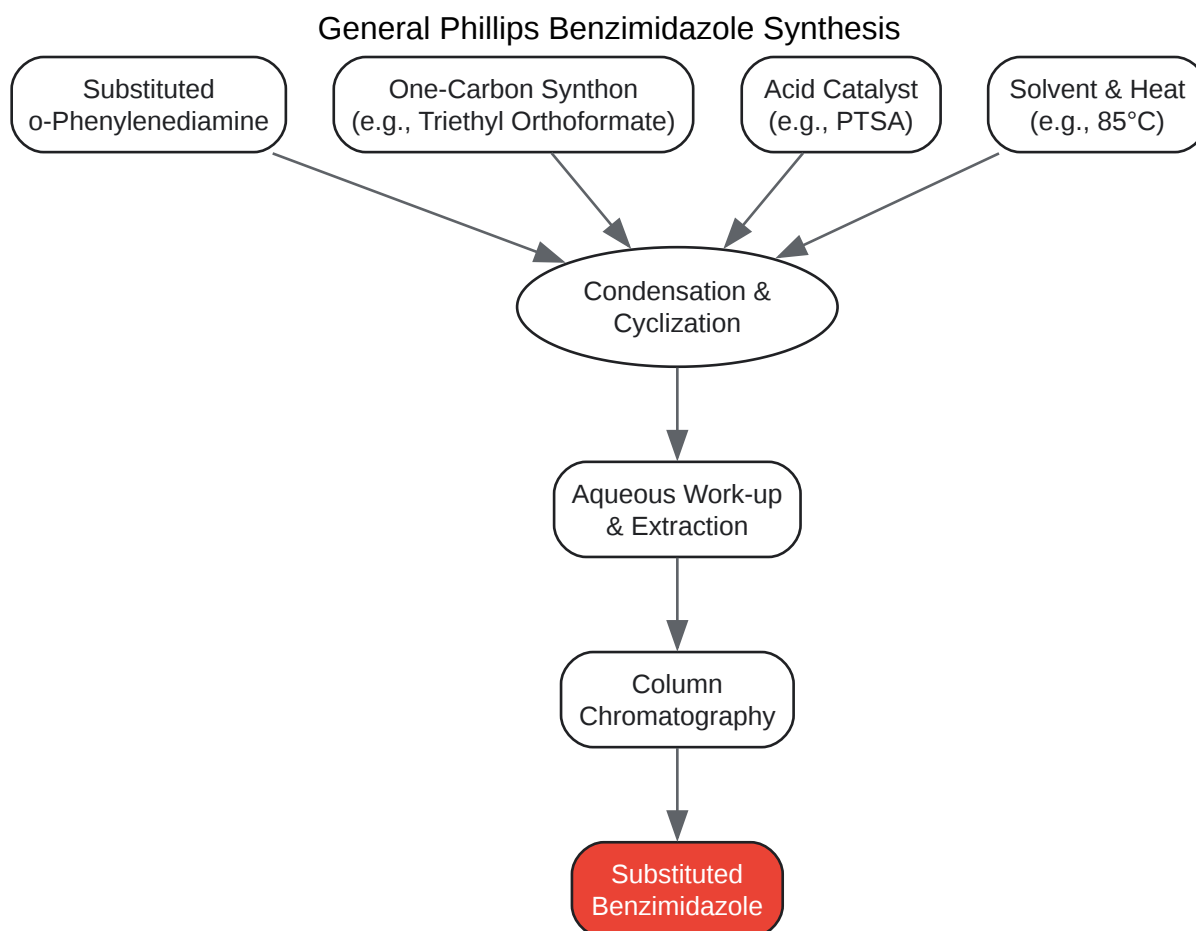 General Phillips Benzimidazole Synthesis
Substituted
o-Phenylenediamine
One-Carbon Synthon
(e.g., Triethyl Orthoformate)
Acid Catalyst
(e.g., PTSA)
Solvent & Heat
(e.g., 85°C)
Condensation &
Cyclization
Aqueous Work-up
& Extraction
Column
Chromatography
Substituted
Benzimidazole